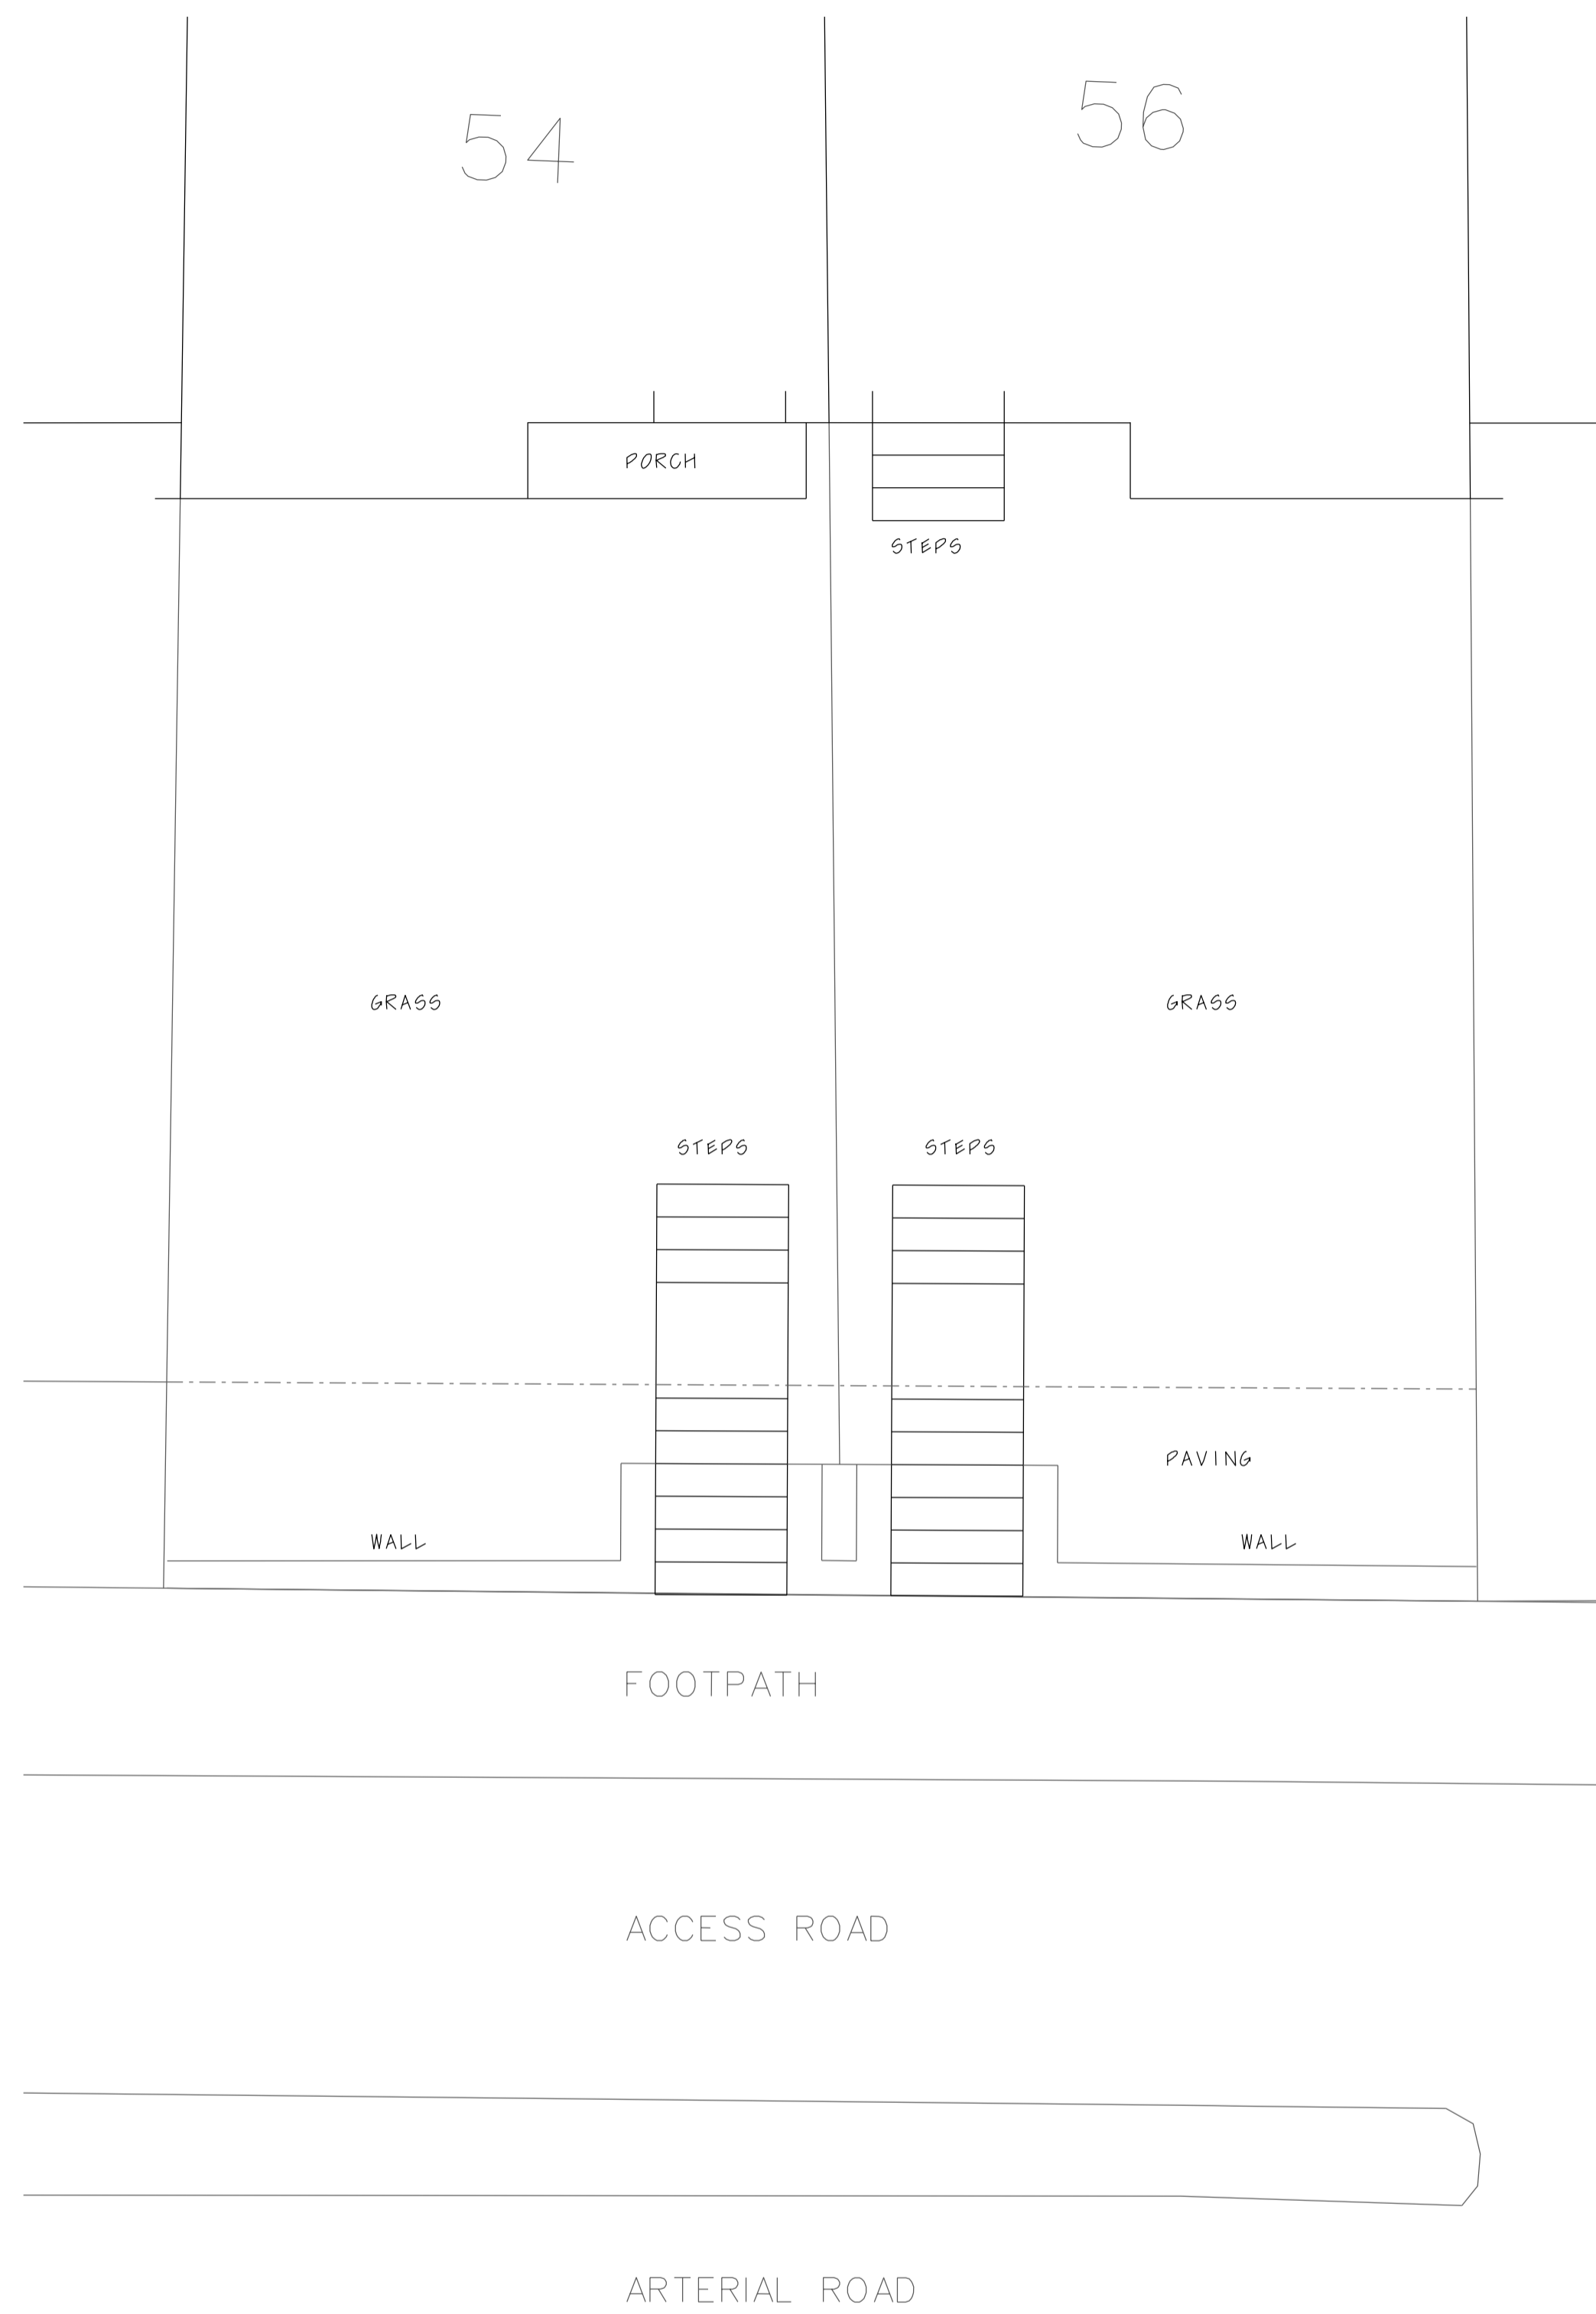 54
56
PORCH
STEPS
GRASS
GRASS
STEPS
STEPS
PAVING
WALL
WALL
FOOTPATH
ACCESS ROAD
ARTERIAL ROAD